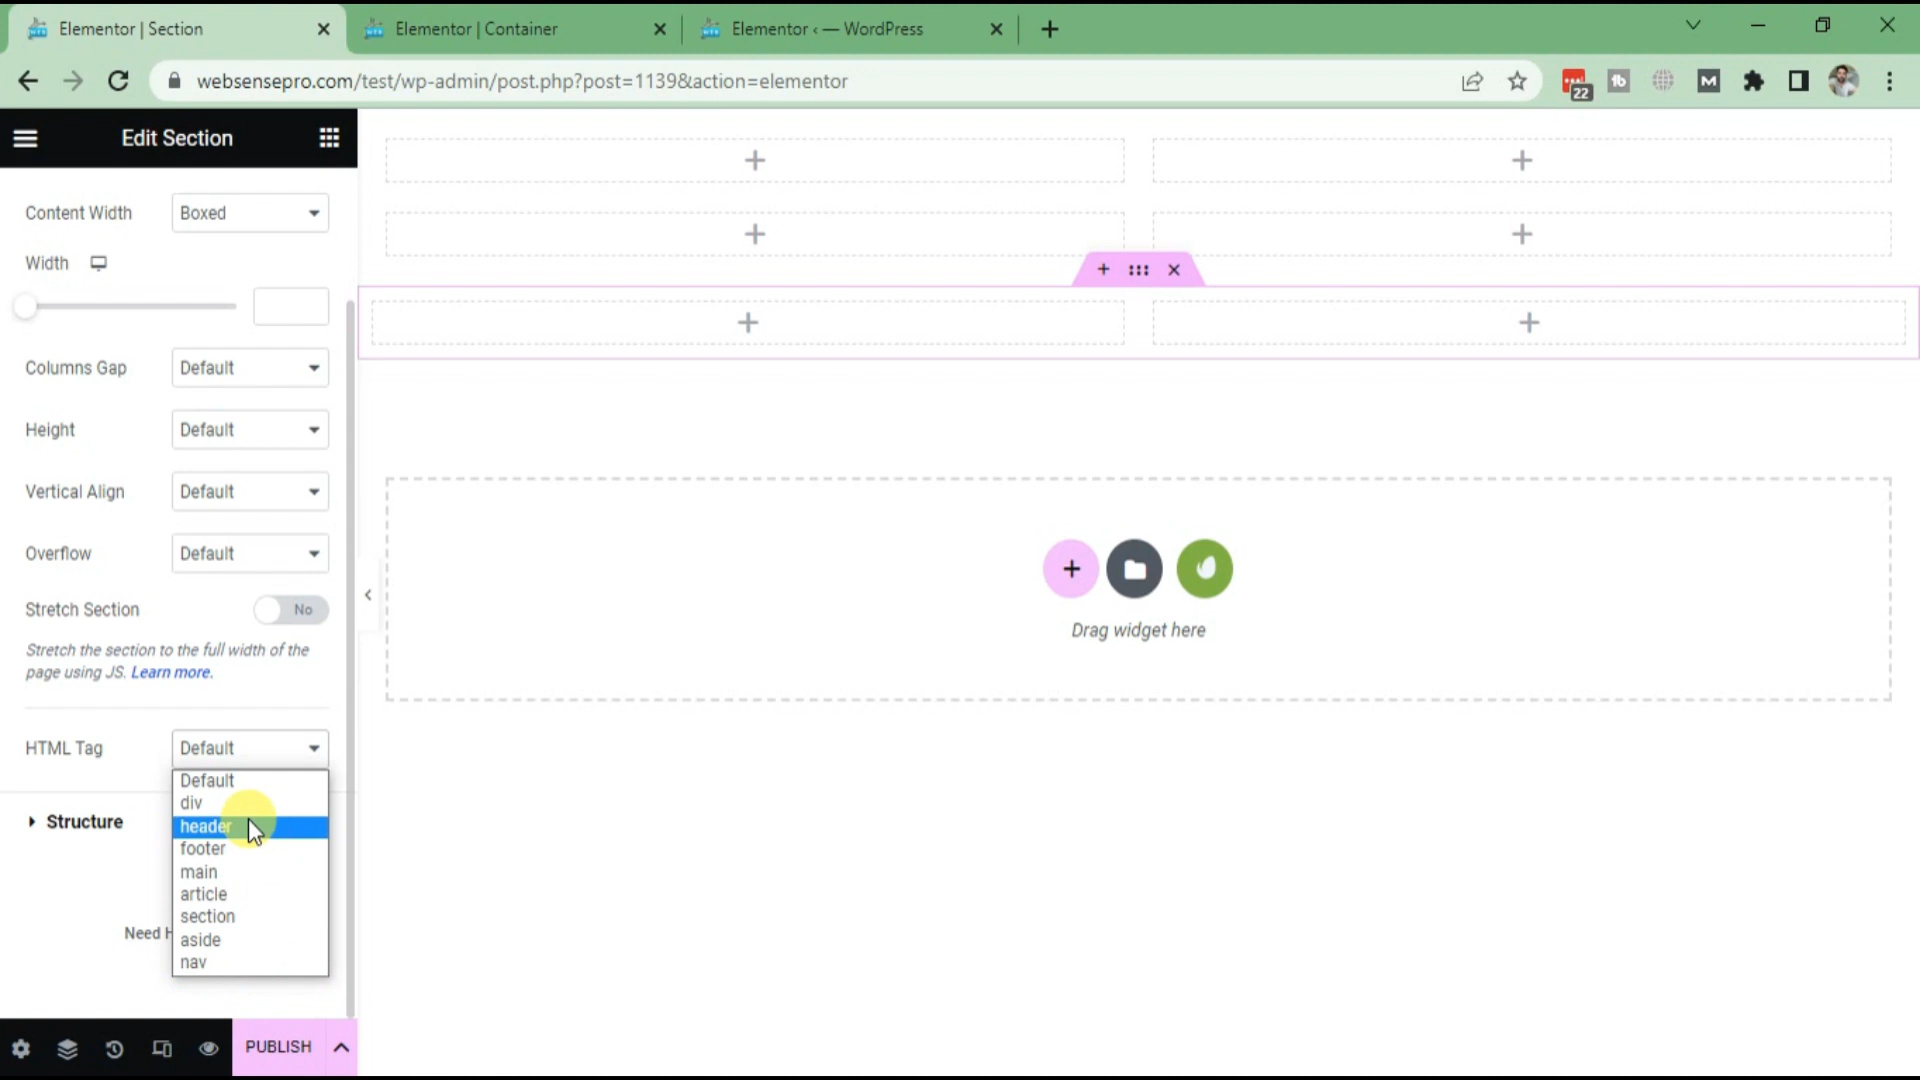 Elementor | Section
Elementor | Container
Elementor ‹ — WordPress
websensepro.com/test/wp-admin/post.php?post=1139&action=elementor
22
tb
M
Edit Section
Content Width
Boxed
Width
Columns Gap
Default
Height
Default
Vertical Align
Default
Overflow
Default
Stretch Section
No
Stretch the section to the full width of the
page using JS. Learn more.
HTML Tag
Default
Default
div
header
footer
main
article
section
aside
nav
Structure
Need H
PUBLISH
Drag widget here